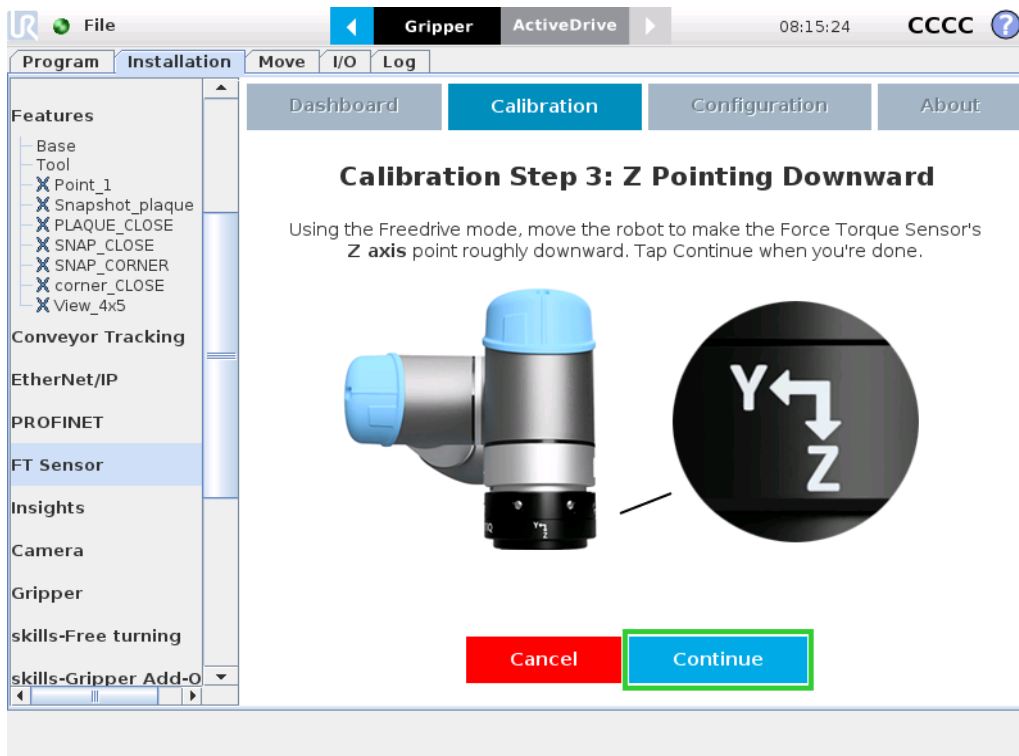 UR File Gripper ActiveDrive 08:15:24 CCCC ?
Program Installation Move I/O Log
Dashboard Calibration Configuration About
Features
Base
Tool
Point_1
Snapshot_plaque
PLAQUE_CLOSE
SNAP_CLOSE
SNAP_CORNER
corner_CLOSE
View_4x5
Conveyor Tracking
EtherNet/IP
PROFINET
FT Sensor
Insights
Camera
Gripper
skills-Free turning
skills-Gripper Add-O
Calibration Step 3: Z Pointing Downward
Using the Freedrive mode, move the robot to make the Force Torque Sensor's
Z axis point roughly downward. Tap Continue when you're done.
Y
Z
Y
Cancel Continue